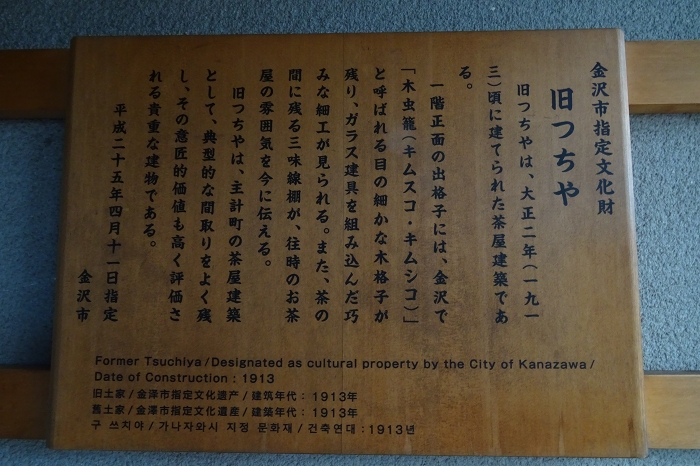 金沢市指定文化財
旧つちや
旧つちやは、大正二年（一九一
三）頃に建てられた茶屋建築であ
る。
一階正面の出格子には、金沢で
「木虫籠（キムスコ・キムシコ）」
と呼ばれる目の細かな木格子が
残り、ガラス建具を組み込んだ巧
みな細工が見られる。また、茶の
間に残る三味線棚が、往時のお茶
屋の雰囲気を今に伝える。
旧つちやは、主計町の茶屋建築
として、典型的な間取りをよく残
し、その意匠的価値も高く評価さ
れる貴重な建物である。
平成二十五年四月十一日指定
金沢市
Former Tsuchiya/Designated as cultural property by the City of Kanazawa/
Date of Construction : 1913
旧土家/金泽市指定文化遗产/建筑年代：1913年
舊土家/金澤市指定文化遺産/建築年代：1913年
구 쓰치야/가나자와시 지정 문화재/건축연대:1913년